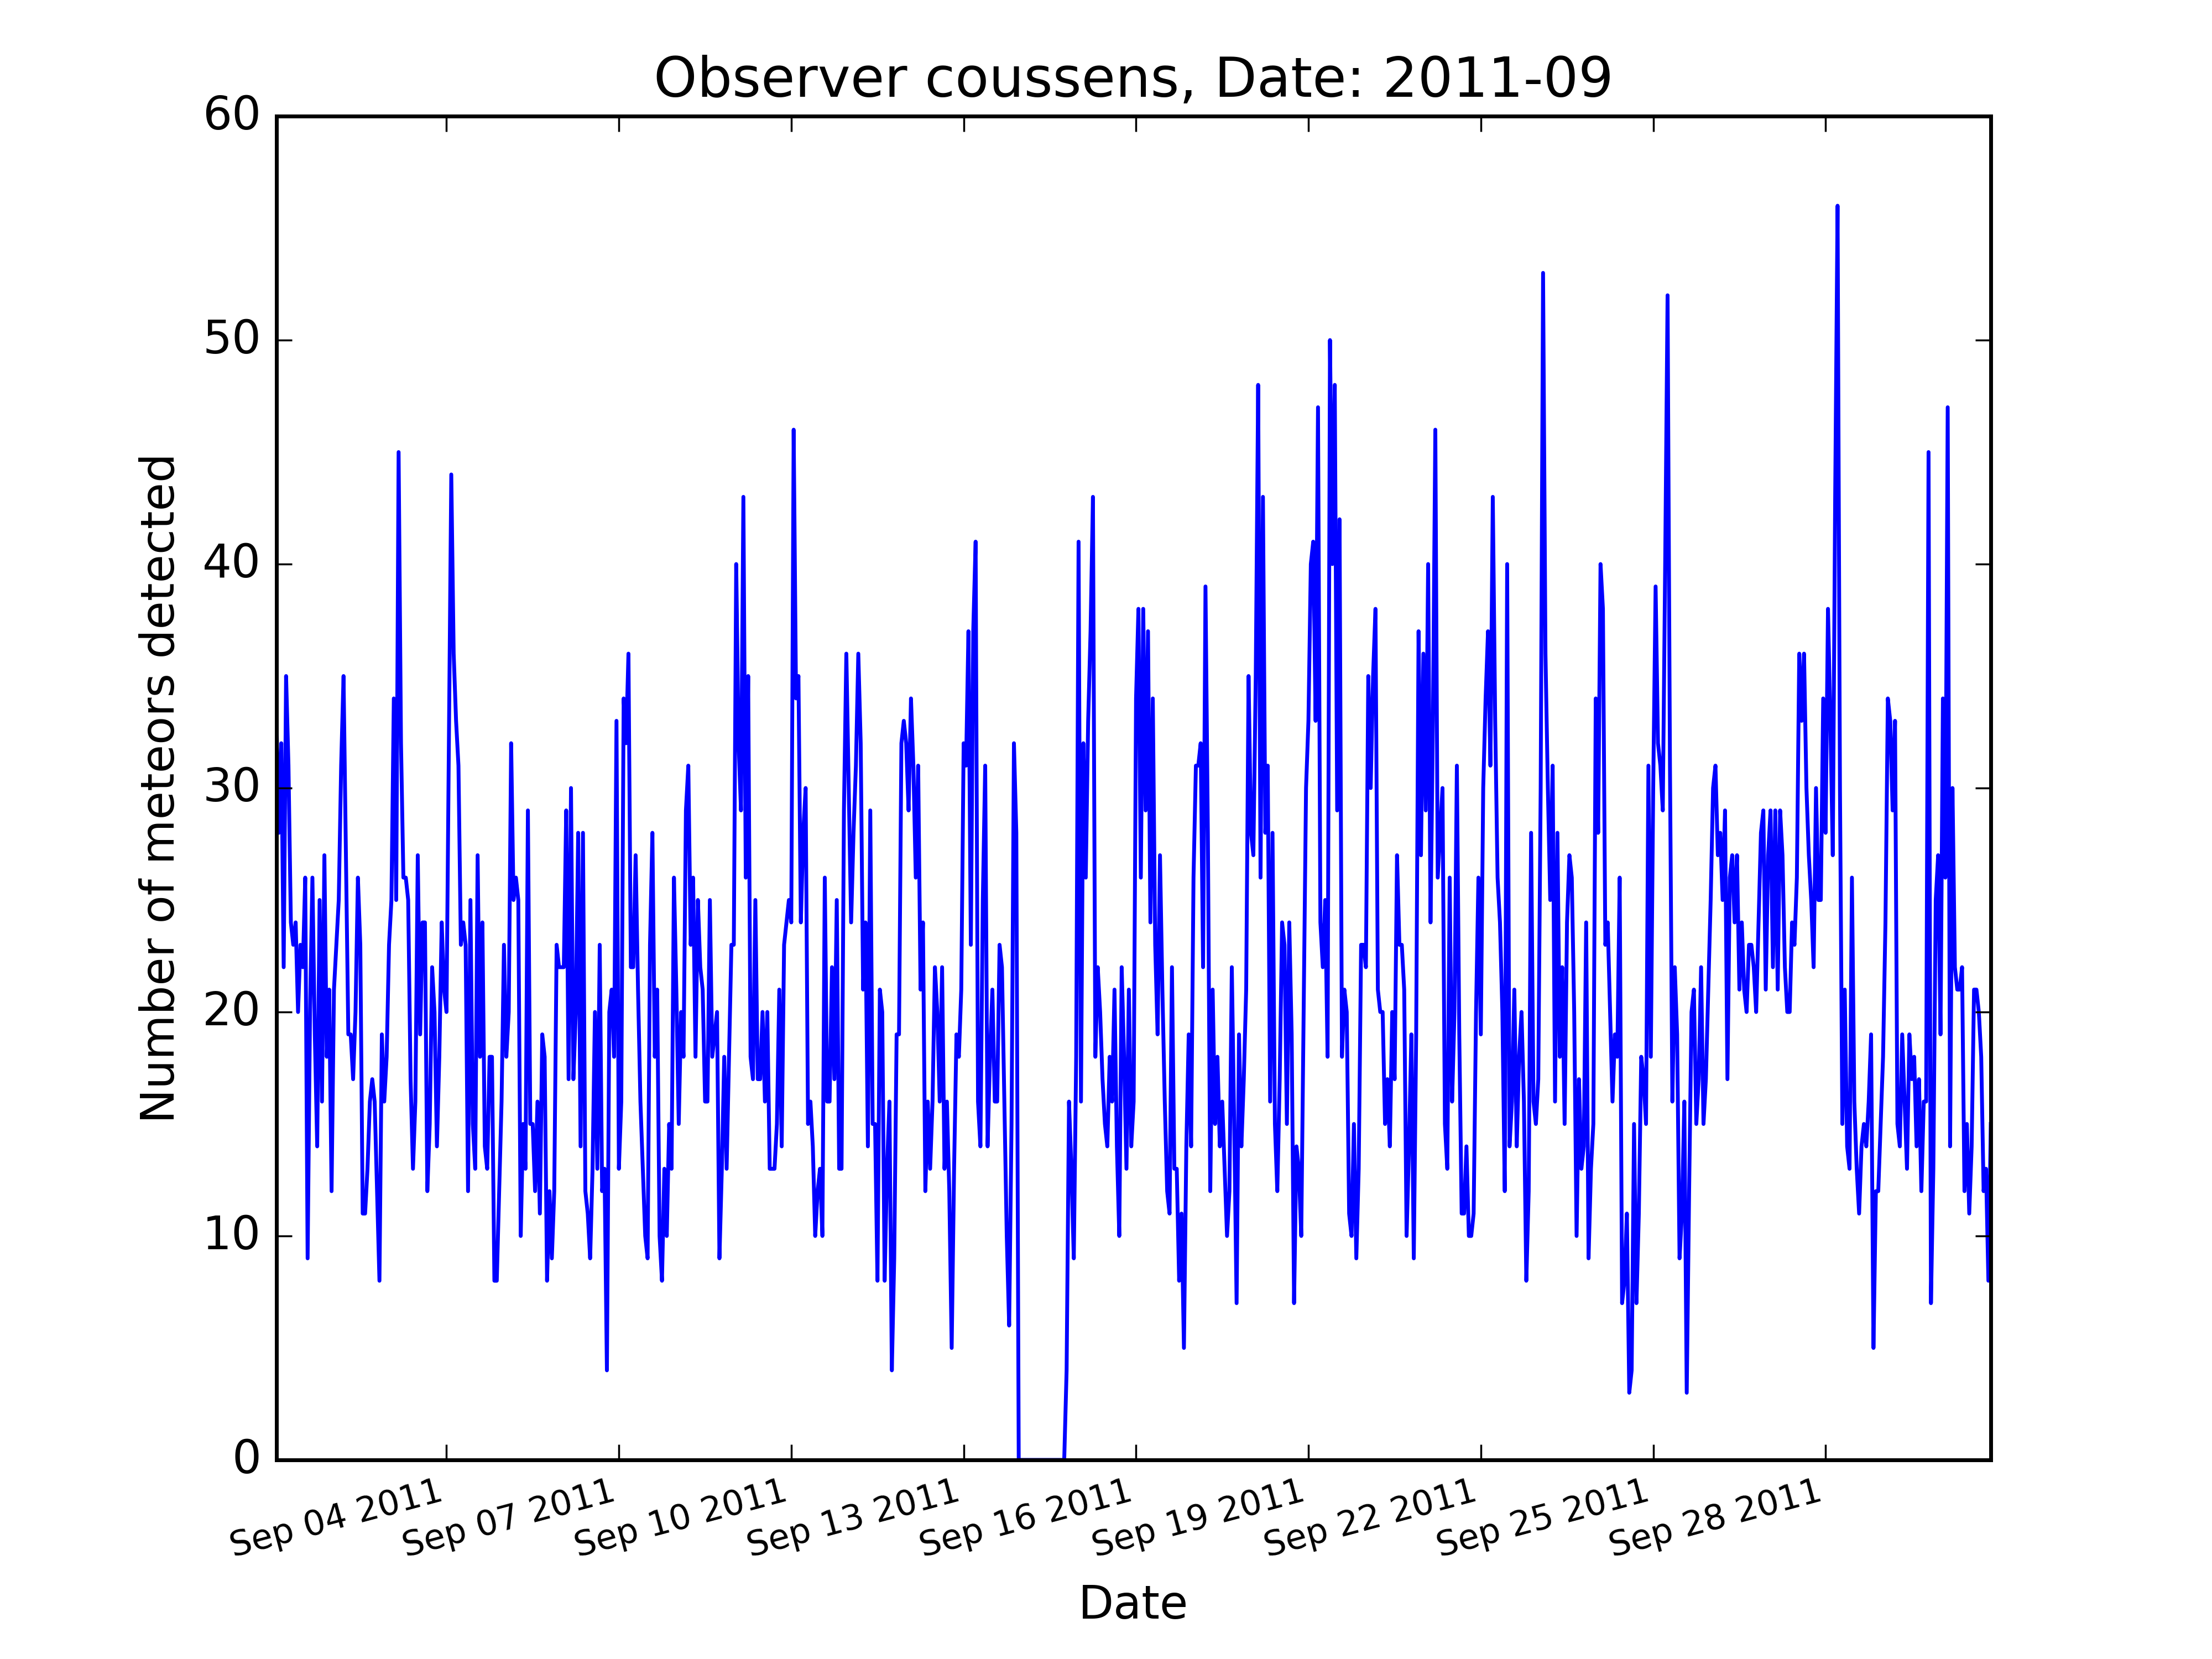 Observer coussens, Date: 2011-09
60
50
40
30
20
10
0
Number of meteors detected
Sep 04 2011
Sep 07 2011
Sep 10 2011
Sep 13 2011
Sep 16 2011
Sep 19 2011
Sep 22 2011
Sep 25 2011
Sep 28 2011
Date